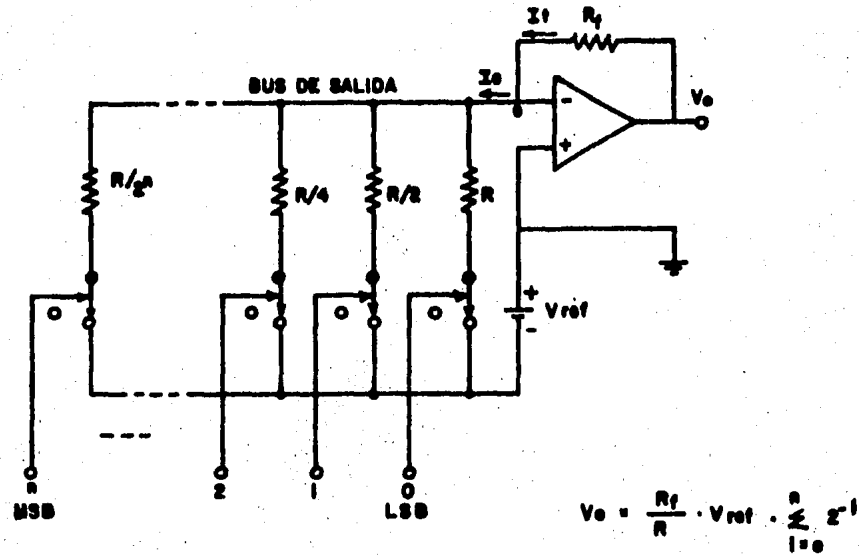 If
Rf
BUS DE SALIDA
Io
Vo
-
+
R/2n
R/4
R/2
R
+
Vref
-
n
2
1
0
MSB
LSB
Vo = Rf/R · Vref · n Σ i=o 2^-i